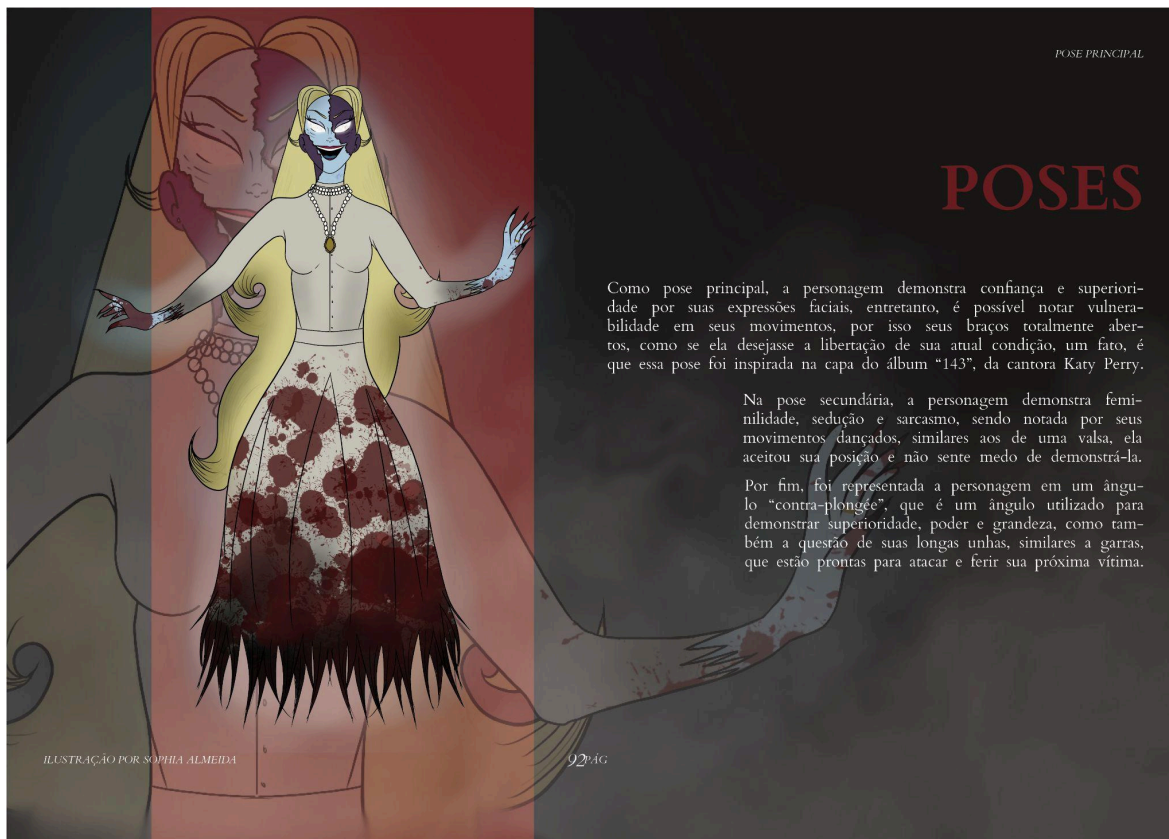 POSE PRINCIPAL
POSES
Como pose principal, a personagem demonstra confiança e superiori-
dade por suas expressões faciais, entretanto, é possível notar vulnera-
bilidade em seus movimentos, por isso seus braços totalmente aber-
tos, como se ela desejasse a libertação de sua atual condição, um fato, é
que essa pose foi inspirada na capa do álbum “143”, da cantora Katy Perry.
Na pose secundária, a personagem demonstra femi-
nilidade, sedução e sarcasmo, sendo notada por seus
movimentos dançados, similares aos de uma valsa, ela
aceitou sua posição e não sente medo de demonstrá-la.
Por fim, foi representada a personagem em um ângu-
lo “contra-plongée”, que é um ângulo utilizado para
demonstrar superioridade, poder e grandeza, como tam-
bém a questão de suas longas unhas, similares a garras,
que estão prontas para atacar e ferir sua próxima vítima.
ILUSTRAÇÃO POR SOPHIA ALMEIDA
92PÁG